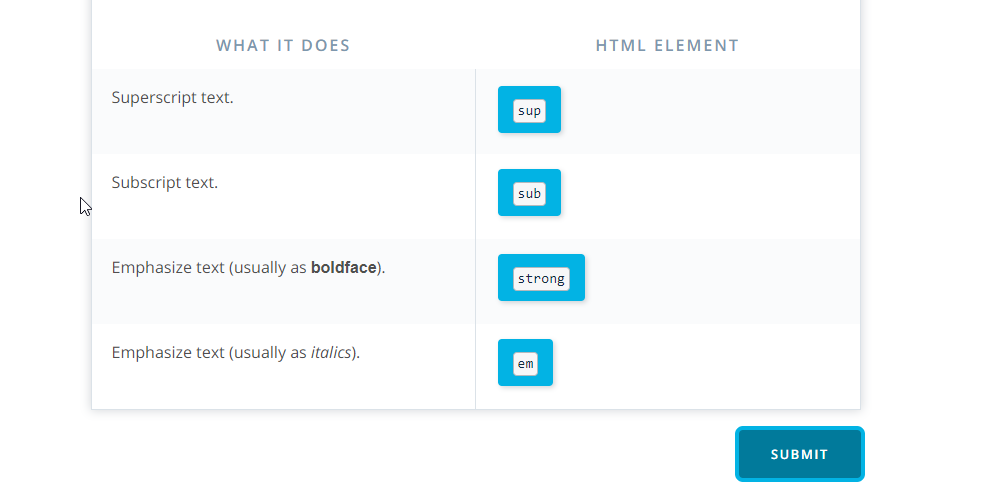 WHAT IT DOES HTML ELEMENT
Superscript text. sup
Subscript text. sub
Emphasize text (usually as boldface). strong
Emphasize text (usually as italics). em
SUBMIT